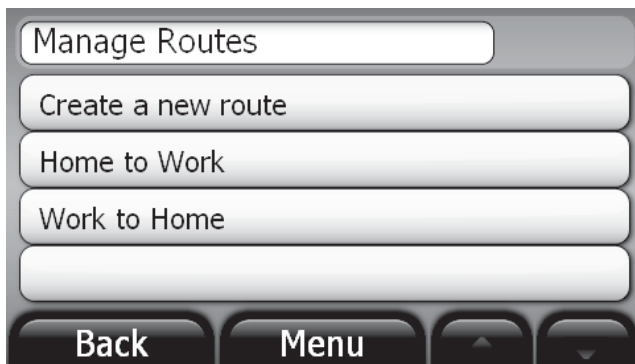 Manage Routes
Create a new route
Home to Work
Work to Home
Back Menu